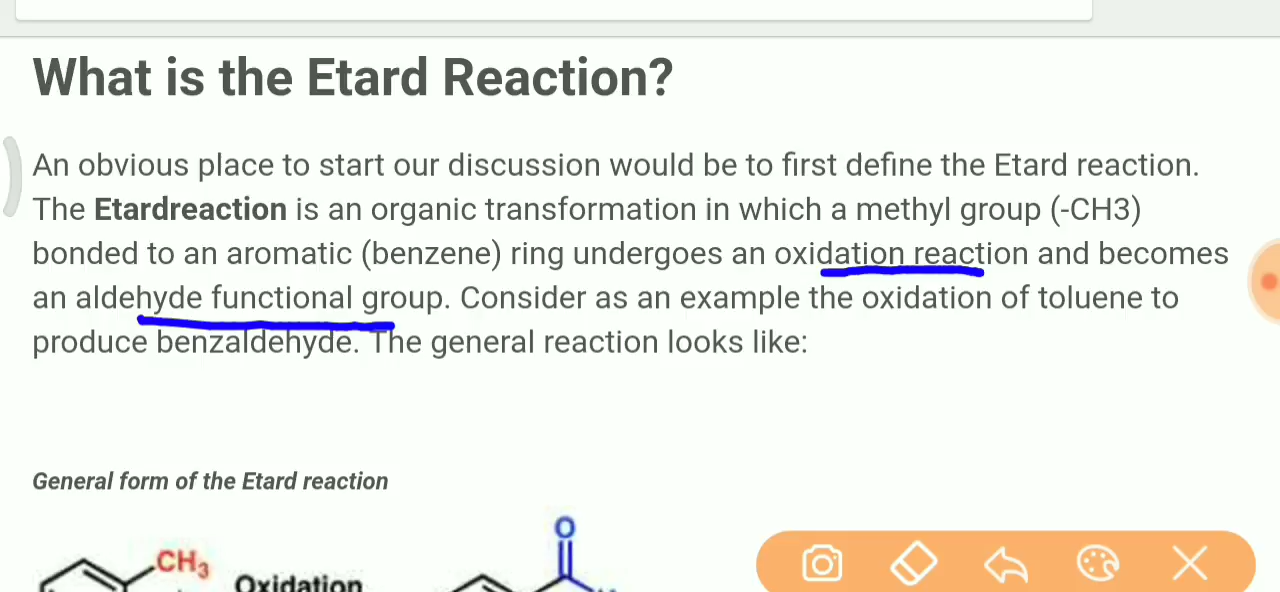 What is the Etard Reaction?
An obvious place to start our discussion would be to first define the Etard reaction.
The Etardreaction is an organic transformation in which a methyl group (-CH3)
bonded to an aromatic (benzene) ring undergoes an oxidation reaction and becomes
an aldehyde functional group. Consider as an example the oxidation of toluene to
produce benzaldehyde. The general reaction looks like:
General form of the Etard reaction
O
CH3
Oxidation